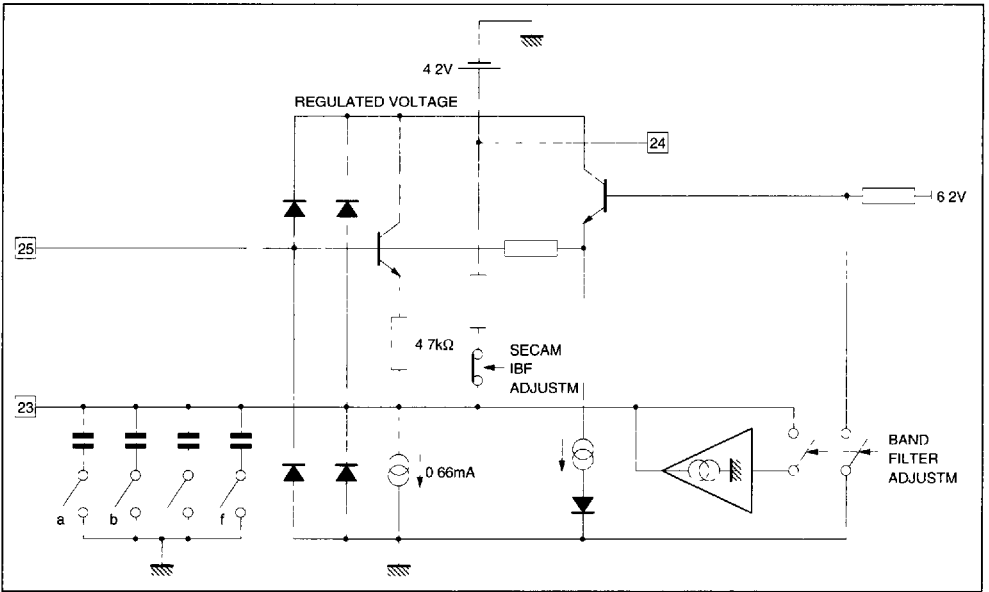 4 2V
REGULATED VOLTAGE
24
6 2V
25
4 7kΩ
SECAM
IBF
ADJUSTM
23
0 66mA
BAND
FILTER
ADJUSTM
a
b
f